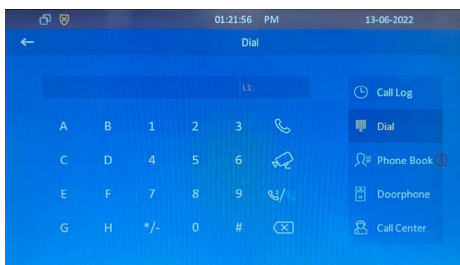 01:21:56 PM 13-06-2022
Dial
L1:
Call Log
A B 1 2 3
Dial
C D 4 5 6
Phone Book
E F 7 8 9
Doorphone
G H */- 0 #
Call Center